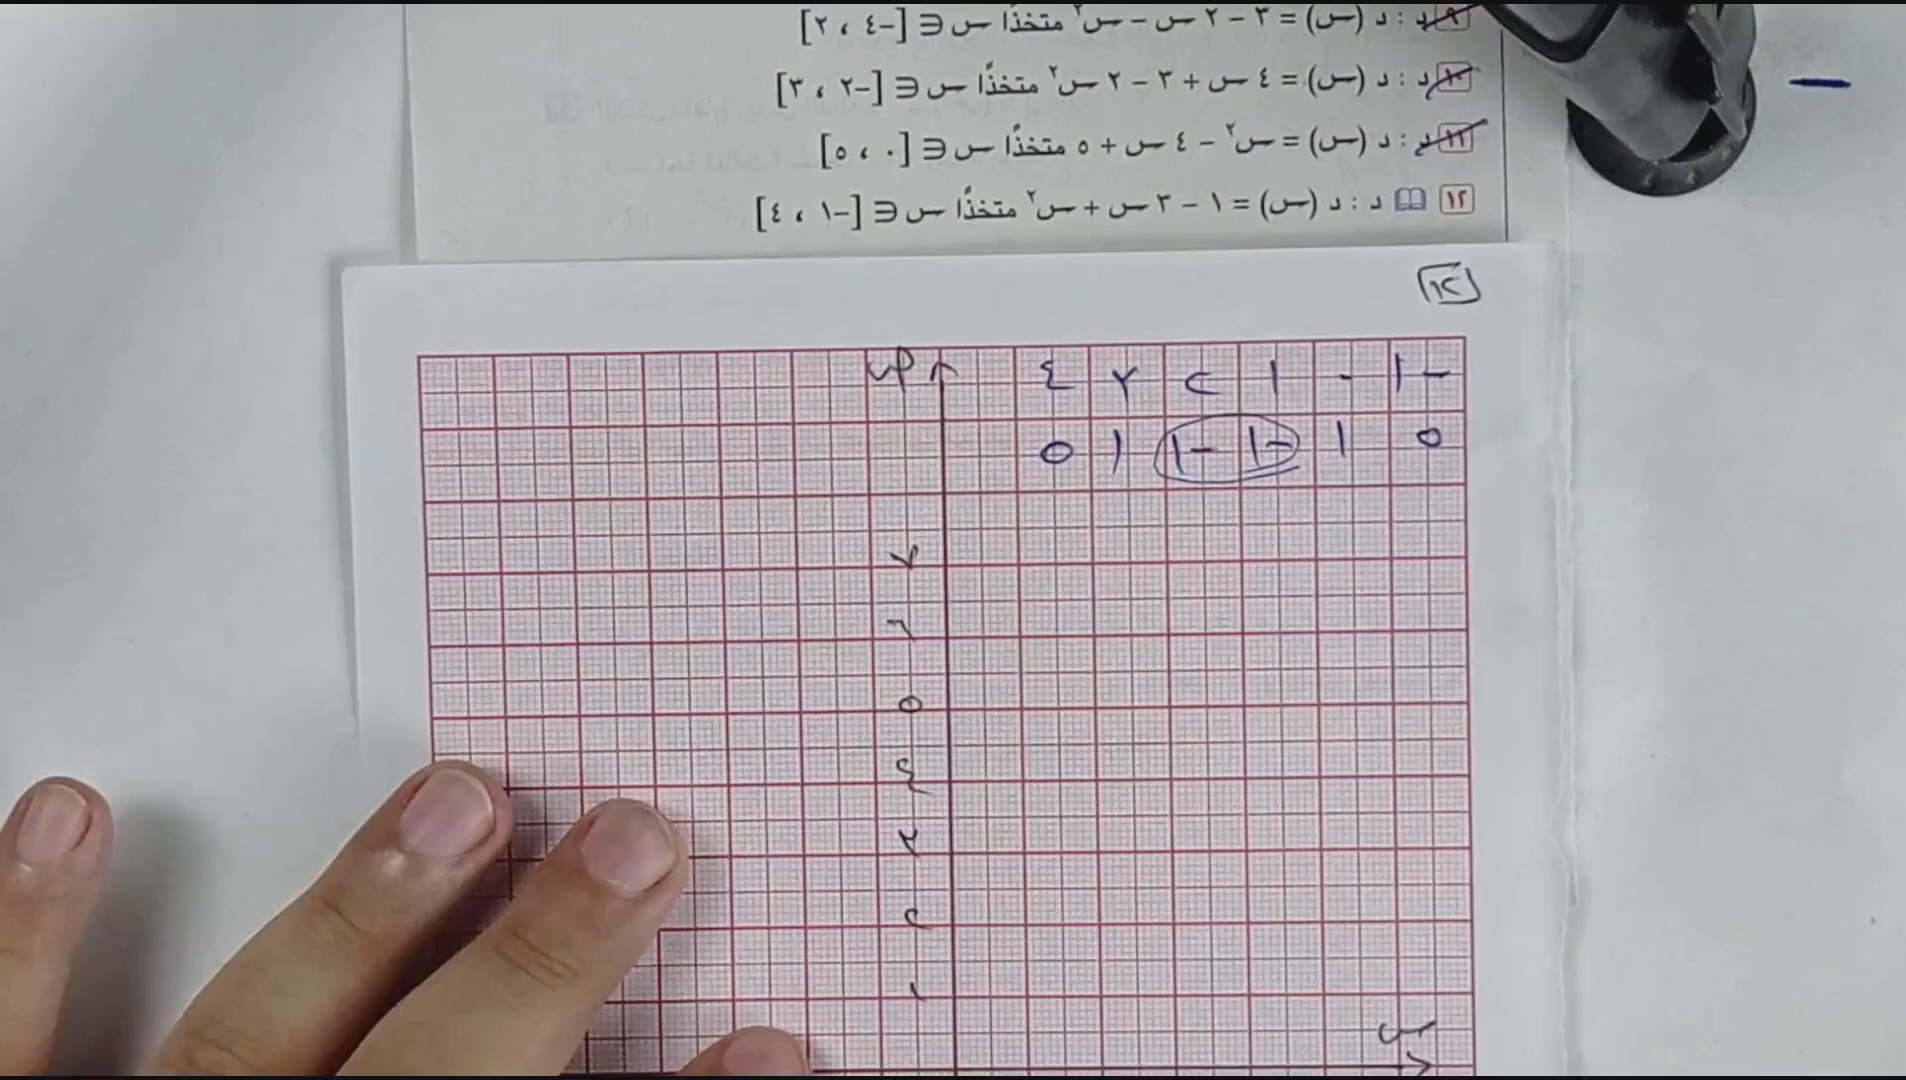 ٩ د : د (س) = ٣ − ٢ س − س٢ متخذًا س ∈ [−٤ ، ٢]
١٠ د : د (س) = ٤ س + ٣ − ٢ س٢ متخذًا س ∈ [−٢ ، ٣]
١١ د : د (س) = س٢ − ٤ س + ٥ متخذًا س ∈ [٠ ، ٥]
١٢ د : د (س) = ١ − ٣ س + س٢ متخذًا س ∈ [−١ ، ٤]
١٢
−١ ٠ ١ ٢ ٣ ٤
٥ ١ −١ −١ ١ ٥
ص
٧
٦
٥
٤
٣
٢
١
س